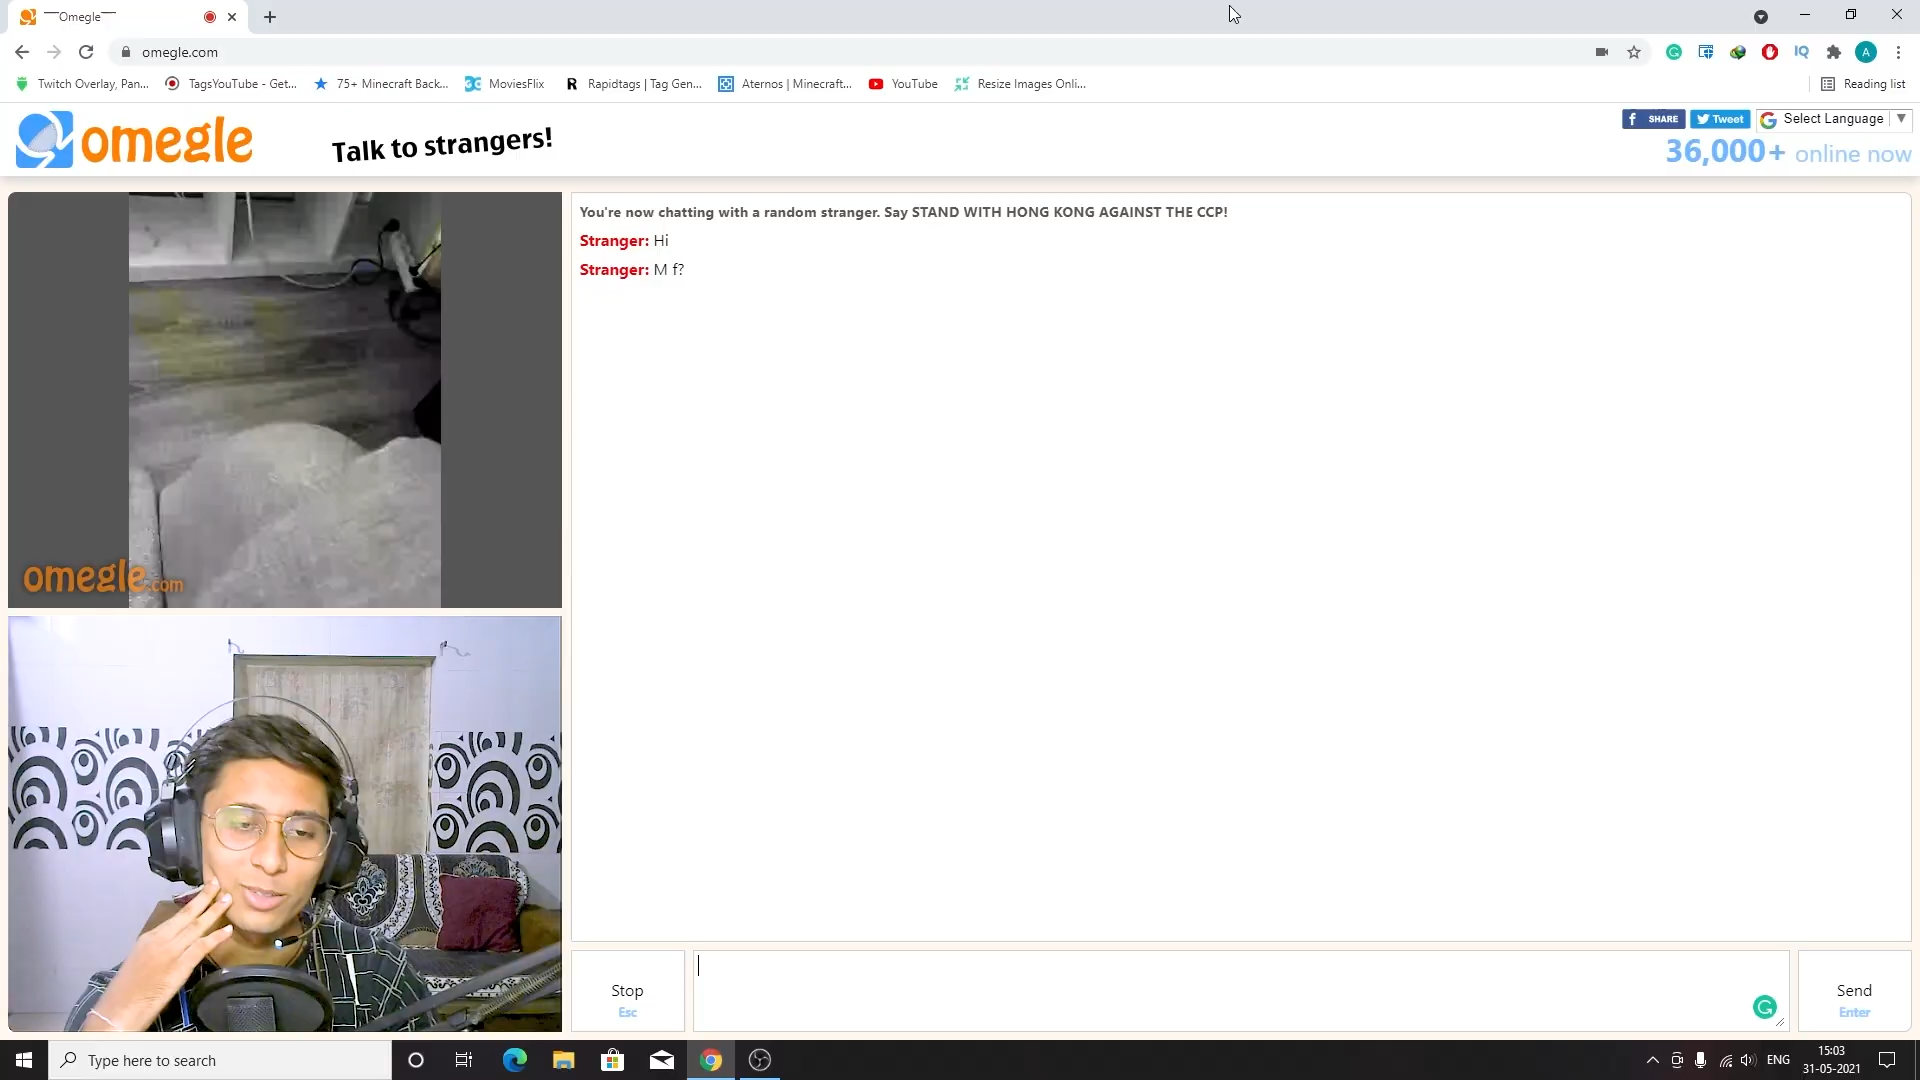 Omegle
omegle.com
Twitch Overlay, Pan...
TagsYouTube - Get...
75+ Minecraft Back...
MoviesFlix
Rapidtags | Tag Gen...
Aternos | Minecraft...
YouTube
Resize Images Onli...
Reading list
omegle
Talk to strangers!
SHARE
Tweet
Select Language
36,000+ online now
You're now chatting with a random stranger. Say STAND WITH HONG KONG AGAINST THE CCP!
Stranger: Hi
Stranger: M f?
omegle.com
Stop
Esc
Send
Enter
Type here to search
ENG
15:03
31-05-2021